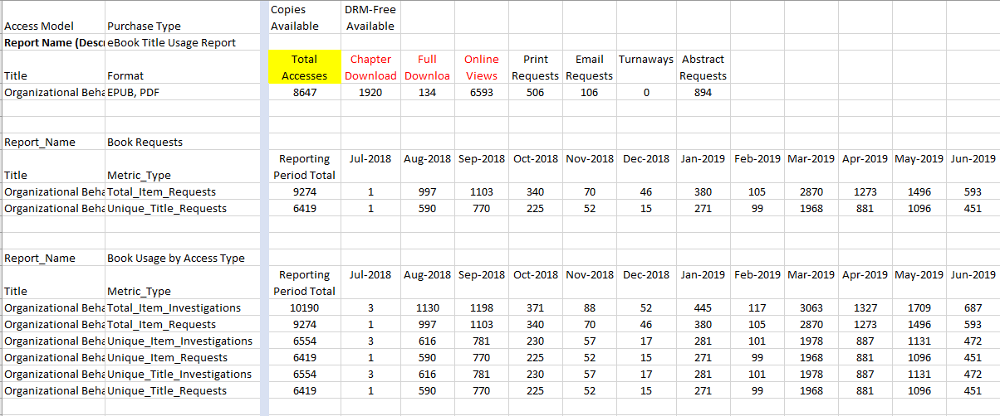 Copies DRM-Free
Access Model Purchase Type Available Available
Report Name (Desc eBook Title Usage Report
Total Chapter Full Online Print Email Turnaways Abstract
Title Format Accesses Download Downloa Views Requests Requests Requests
Organizational Beha EPUB, PDF 8647 1920 134 6593 506 106 0 894
Report_Name Book Requests
Reporting Jul-2018 Aug-2018 Sep-2018 Oct-2018 Nov-2018 Dec-2018 Jan-2019 Feb-2019 Mar-2019 Apr-2019 May-2019 Jun-2019
Title Metric_Type Period Total
Organizational Beha Total_Item_Requests 9274 1 997 1103 340 70 46 380 105 2870 1273 1496 593
Organizational Beha Unique_Title_Requests 6419 1 590 770 225 52 15 271 99 1968 881 1096 451
Report_Name Book Usage by Access Type
Reporting Jul-2018 Aug-2018 Sep-2018 Oct-2018 Nov-2018 Dec-2018 Jan-2019 Feb-2019 Mar-2019 Apr-2019 May-2019 Jun-2019
Title Metric_Type Period Total
Organizational Beha Total_Item_Investigations 10190 3 1130 1198 371 88 52 445 117 3063 1327 1709 687
Organizational Beha Total_Item_Requests 9274 1 997 1103 340 70 46 380 105 2870 1273 1496 593
Organizational Beha Unique_Item_Investigations 6554 3 616 781 230 57 17 281 101 1978 887 1131 472
Organizational Beha Unique_Item_Requests 6419 1 590 770 225 52 15 271 99 1968 881 1096 451
Organizational Beha Unique_Title_Investigations 6554 3 616 781 230 57 17 281 101 1978 887 1131 472
Organizational Beha Unique_Title_Requests 6419 1 590 770 225 52 15 271 99 1968 881 1096 451